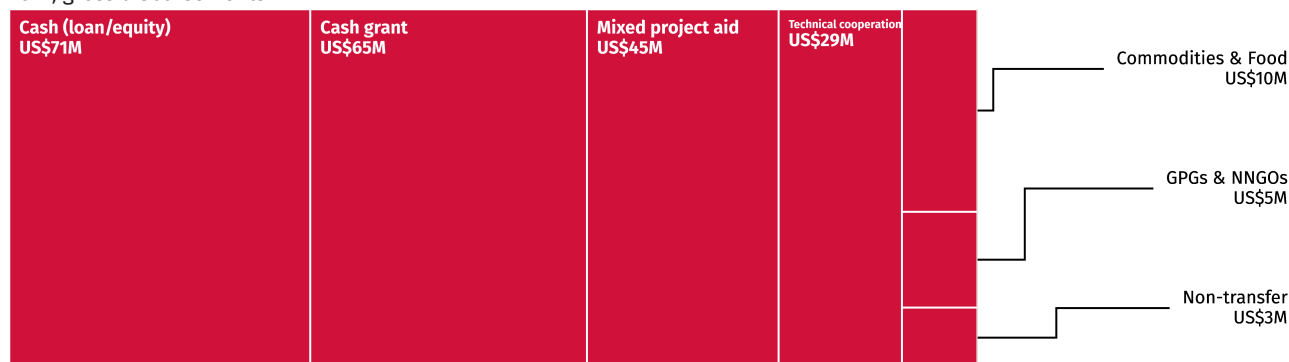 Cash (loan/equity)
US$71M
Cash grant
US$65M
Mixed project aid
US$45M
Technical cooperation
US$29M
Commodities & Food
US$10M
GPGs & NNGOs
US$5M
Non-transfer
US$3M